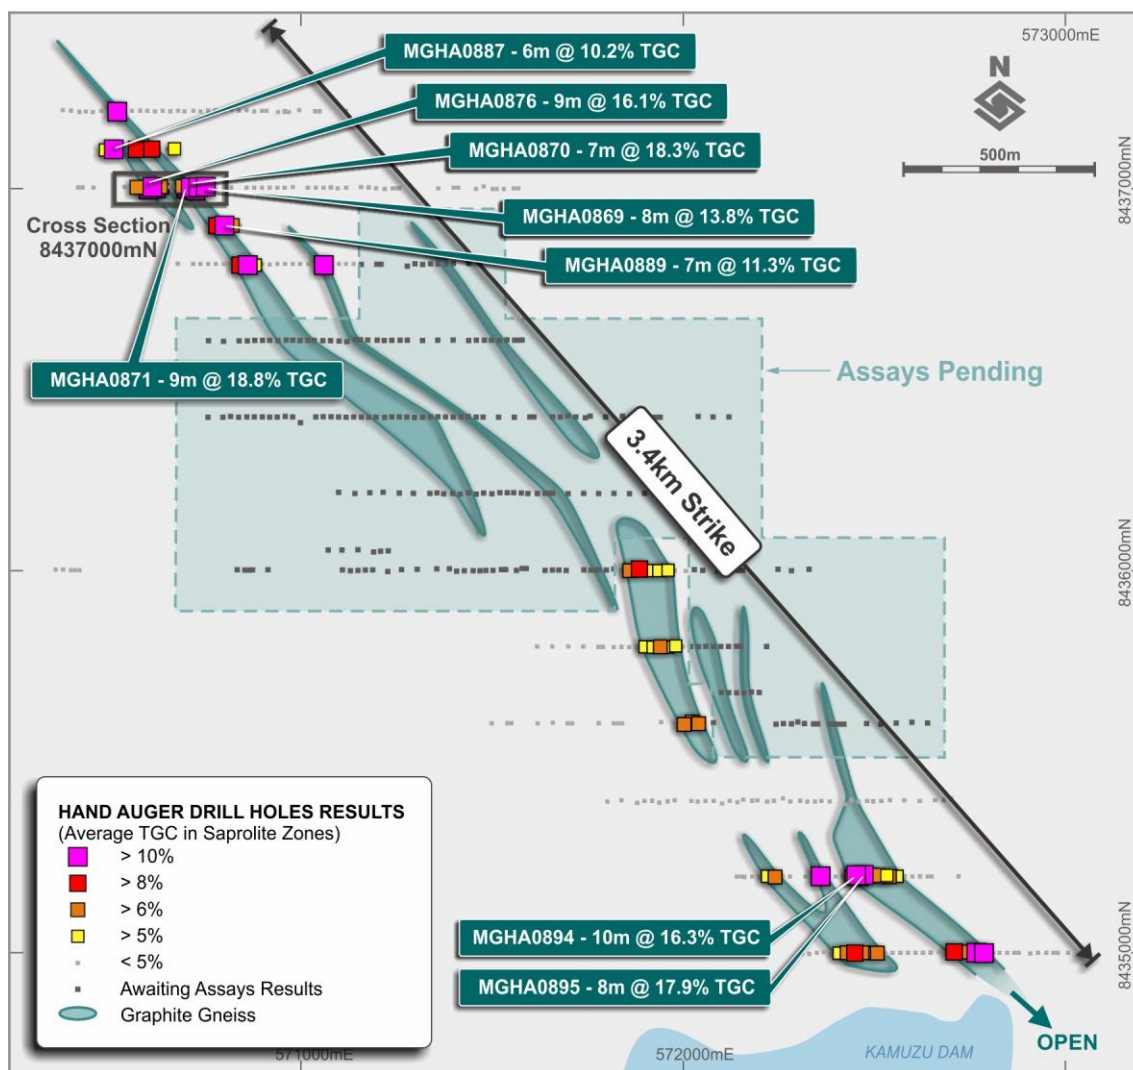 573000mE
MGHA0887 - 6m @ 10.2% TGC
N
MGHA0876 - 9m @ 16.1% TGC
MGHA0870 - 7m @ 18.3% TGC
500m
8437000mN
MGHA0869 - 8m @ 13.8% TGC
Cross Section
8437000mN
MGHA0889 - 7m @ 11.3% TGC
MGHA0871 - 9m @ 18.8% TGC
Assays Pending
3.4km Strike
8436000mN
HAND AUGER DRILL HOLES RESULTS
(Average TGC in Saprolite Zones)
> 10%
> 8%
> 6%
> 5%
< 5%
Awaiting Assays Results
Graphite Gneiss
MGHA0894 - 10m @ 16.3% TGC
MGHA0895 - 8m @ 17.9% TGC
8435000mN
OPEN
KAMUZU DAM
571000mE
572000mE